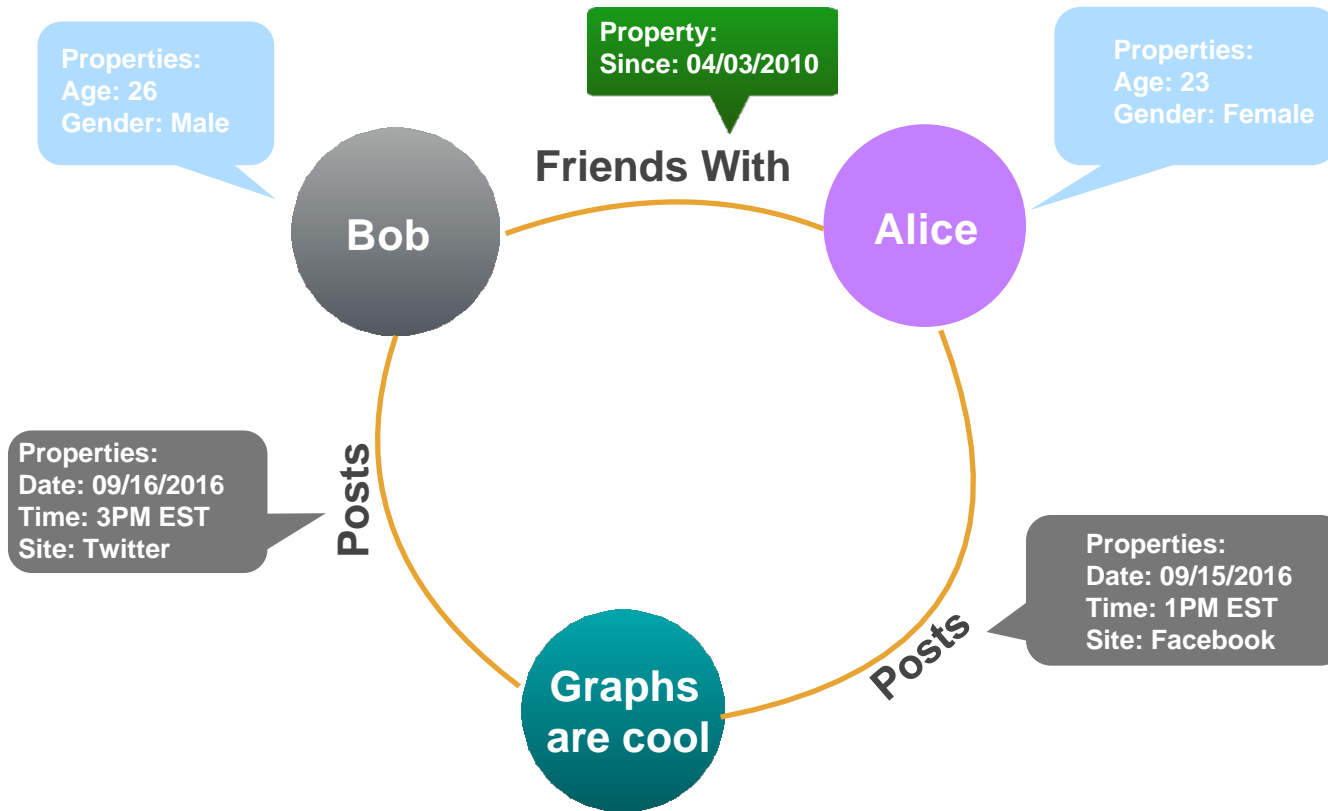 Properties:
Age: 26
Gender: Male
Property:
Since: 04/03/2010
Properties:
Age: 23
Gender: Female
Friends With
Bob
Alice
Properties:
Date: 09/16/2016
Time: 3PM EST
Site: Twitter
Posts
Properties:
Date: 09/15/2016
Time: 1PM EST
Site: Facebook
Posts
Graphs
are cool